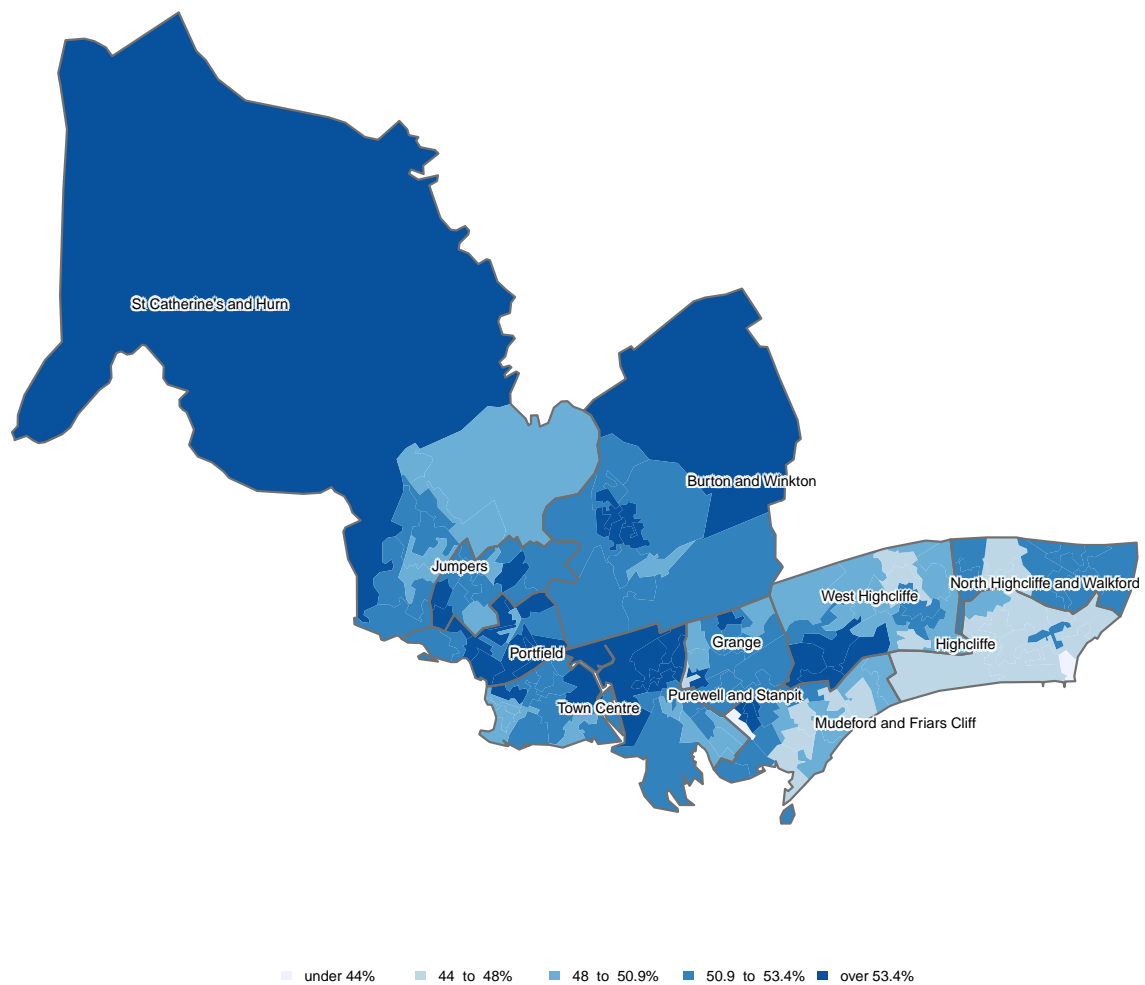 St Catherine's and Hurn
Burton and Winkton
Jumpers
North Highcliffe and Walkford
West Highcliffe
Grange
Highcliffe
Portfield
Purewell and Stanpit
Town Centre
Mudeford and Friars Cliff
under 44% 44 to 48% 48 to 50.9% 50.9 to 53.4% over 53.4%